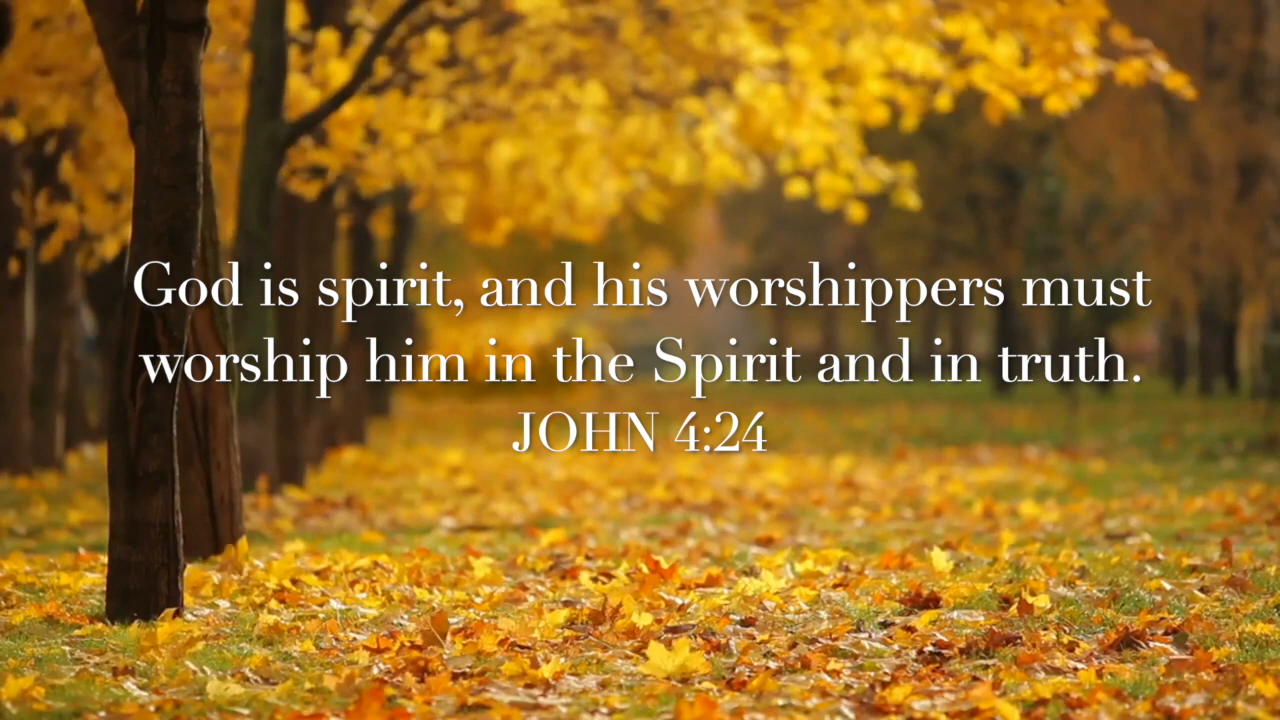 God is spirit, and his worshippers must
worship him in the Spirit and in truth.
JOHN 4:24